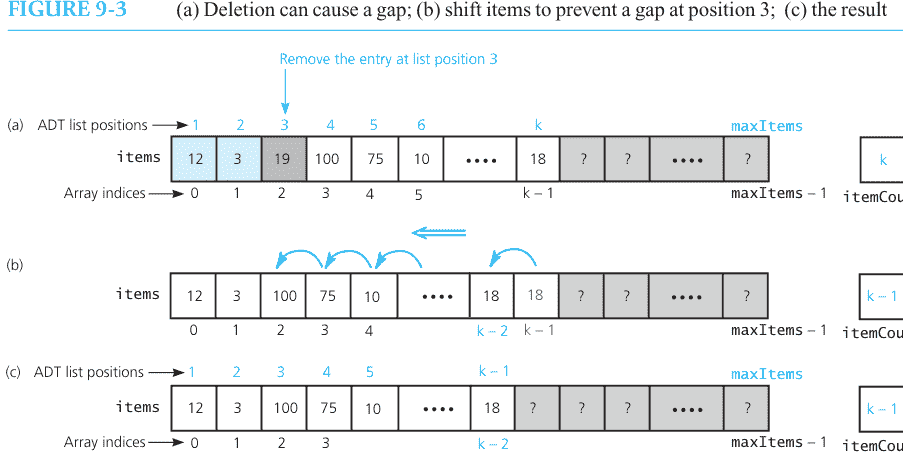 FIGURE 9-3 (a) Deletion can cause a gap; (b) shift items to prevent a gap at position 3; (c) the result
Remove the entry at list position 3
(a) ADT list positions 1 2 3 4 5 6 k maxItems
items 12 3 19 100 75 10 •••• 18 ? ? •••• ? k
Array indices 0 1 2 3 4 5 k – 1 maxItems – 1 itemCou
(b)
items 12 3 100 75 10 •••• 18 18 ? ? •••• ? k – 1
0 1 2 3 4 k – 2 k – 1 maxItems – 1 itemCou
(c) ADT list positions 1 2 3 4 5 k – 1 maxItems
items 12 3 100 75 10 •••• 18 ? ? ? •••• ? k – 1
Array indices 0 1 2 3 k – 2 maxItems – 1 itemCou